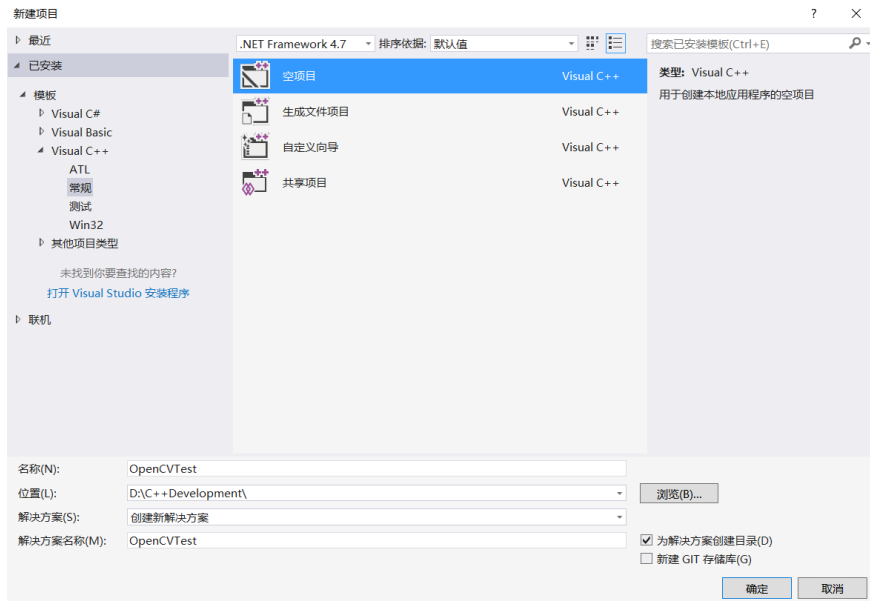 新建项目
?
最近
.NET Framework 4.7
排序依据: 默认值
搜索已安装模板(Ctrl+E)
已安装
模板
Visual C#
Visual Basic
Visual C++
ATL
常规
测试
Win32
其他项目类型
未找到你要查找的内容?
打开 Visual Studio 安装程序
联机
空项目 Visual C++
生成文件项目 Visual C++
自定义向导 Visual C++
共享项目 Visual C++
类型: Visual C++
用于创建本地应用程序的空项目
名称(N): OpenCVTest
位置(L): D:\C++Development\
浏览(B)...
解决方案(S): 创建新解决方案
解决方案名称(M): OpenCVTest
为解决方案创建目录(D)
新建 GIT 存储库(G)
确定
取消